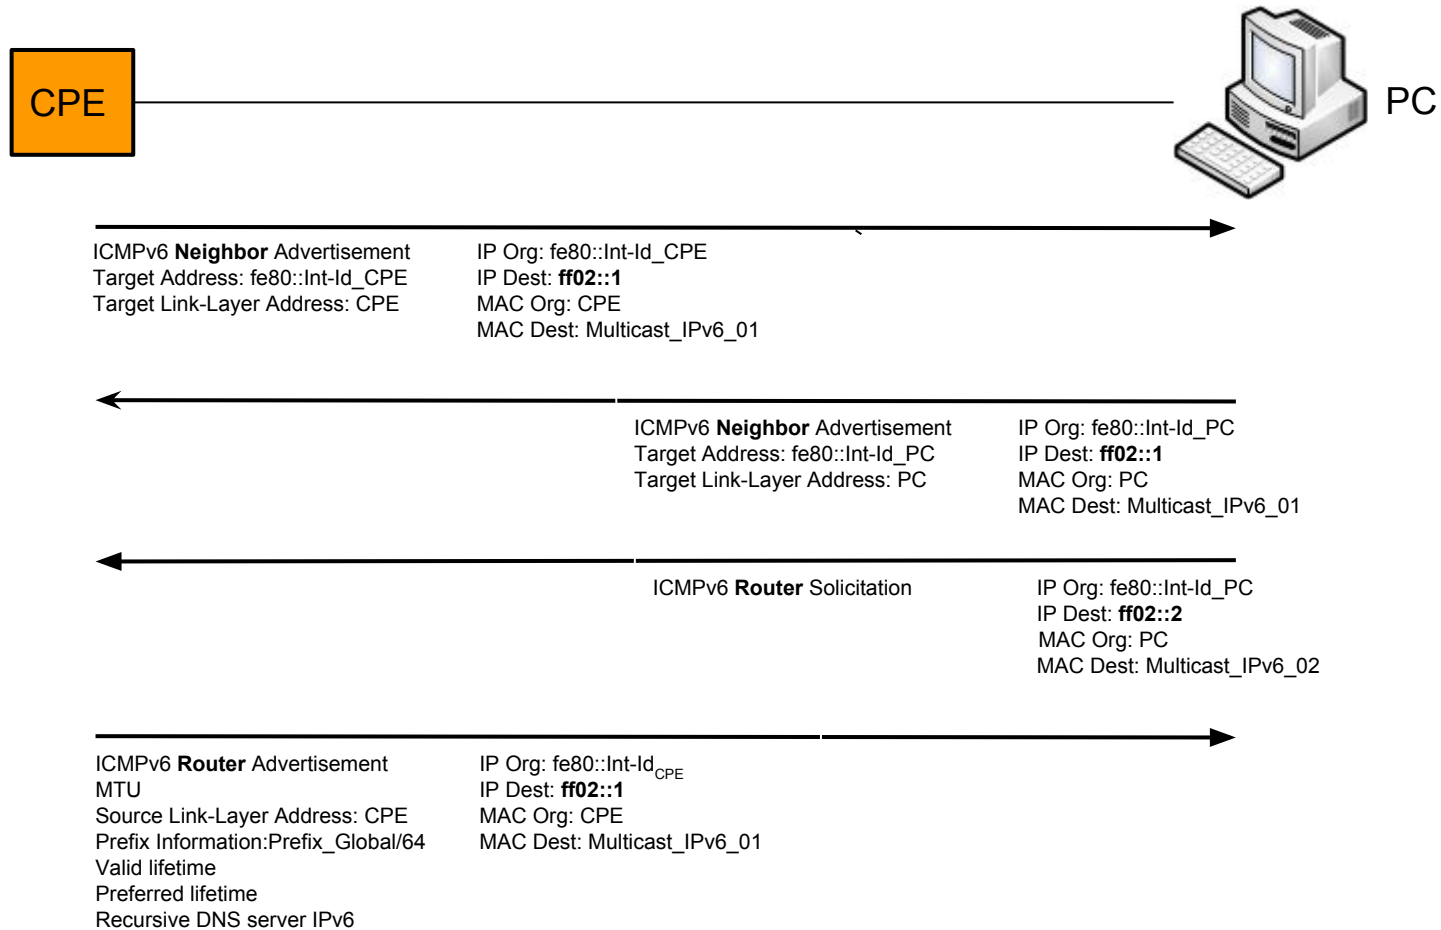 CPE
PC
ICMPv6 Neighbor Advertisement
Target Address: fe80::Int-Id_CPE
Target Link-Layer Address: CPE
IP Org: fe80::Int-Id_CPE
IP Dest: ff02::1
MAC Org: CPE
MAC Dest: Multicast_IPv6_01
ICMPv6 Neighbor Advertisement
Target Address: fe80::Int-Id_PC
Target Link-Layer Address: PC
IP Org: fe80::Int-Id_PC
IP Dest: ff02::1
MAC Org: PC
MAC Dest: Multicast_IPv6_01
ICMPv6 Router Solicitation
IP Org: fe80::Int-Id_PC
IP Dest: ff02::2
MAC Org: PC
MAC Dest: Multicast_IPv6_02
ICMPv6 Router Advertisement
MTU
Source Link-Layer Address: CPE
Prefix Information:Prefix_Global/64
Valid lifetime
Preferred lifetime
Recursive DNS server IPv6
IP Org: fe80::Int-IdCPE
IP Dest: ff02::1
MAC Org: CPE
MAC Dest: Multicast_IPv6_01